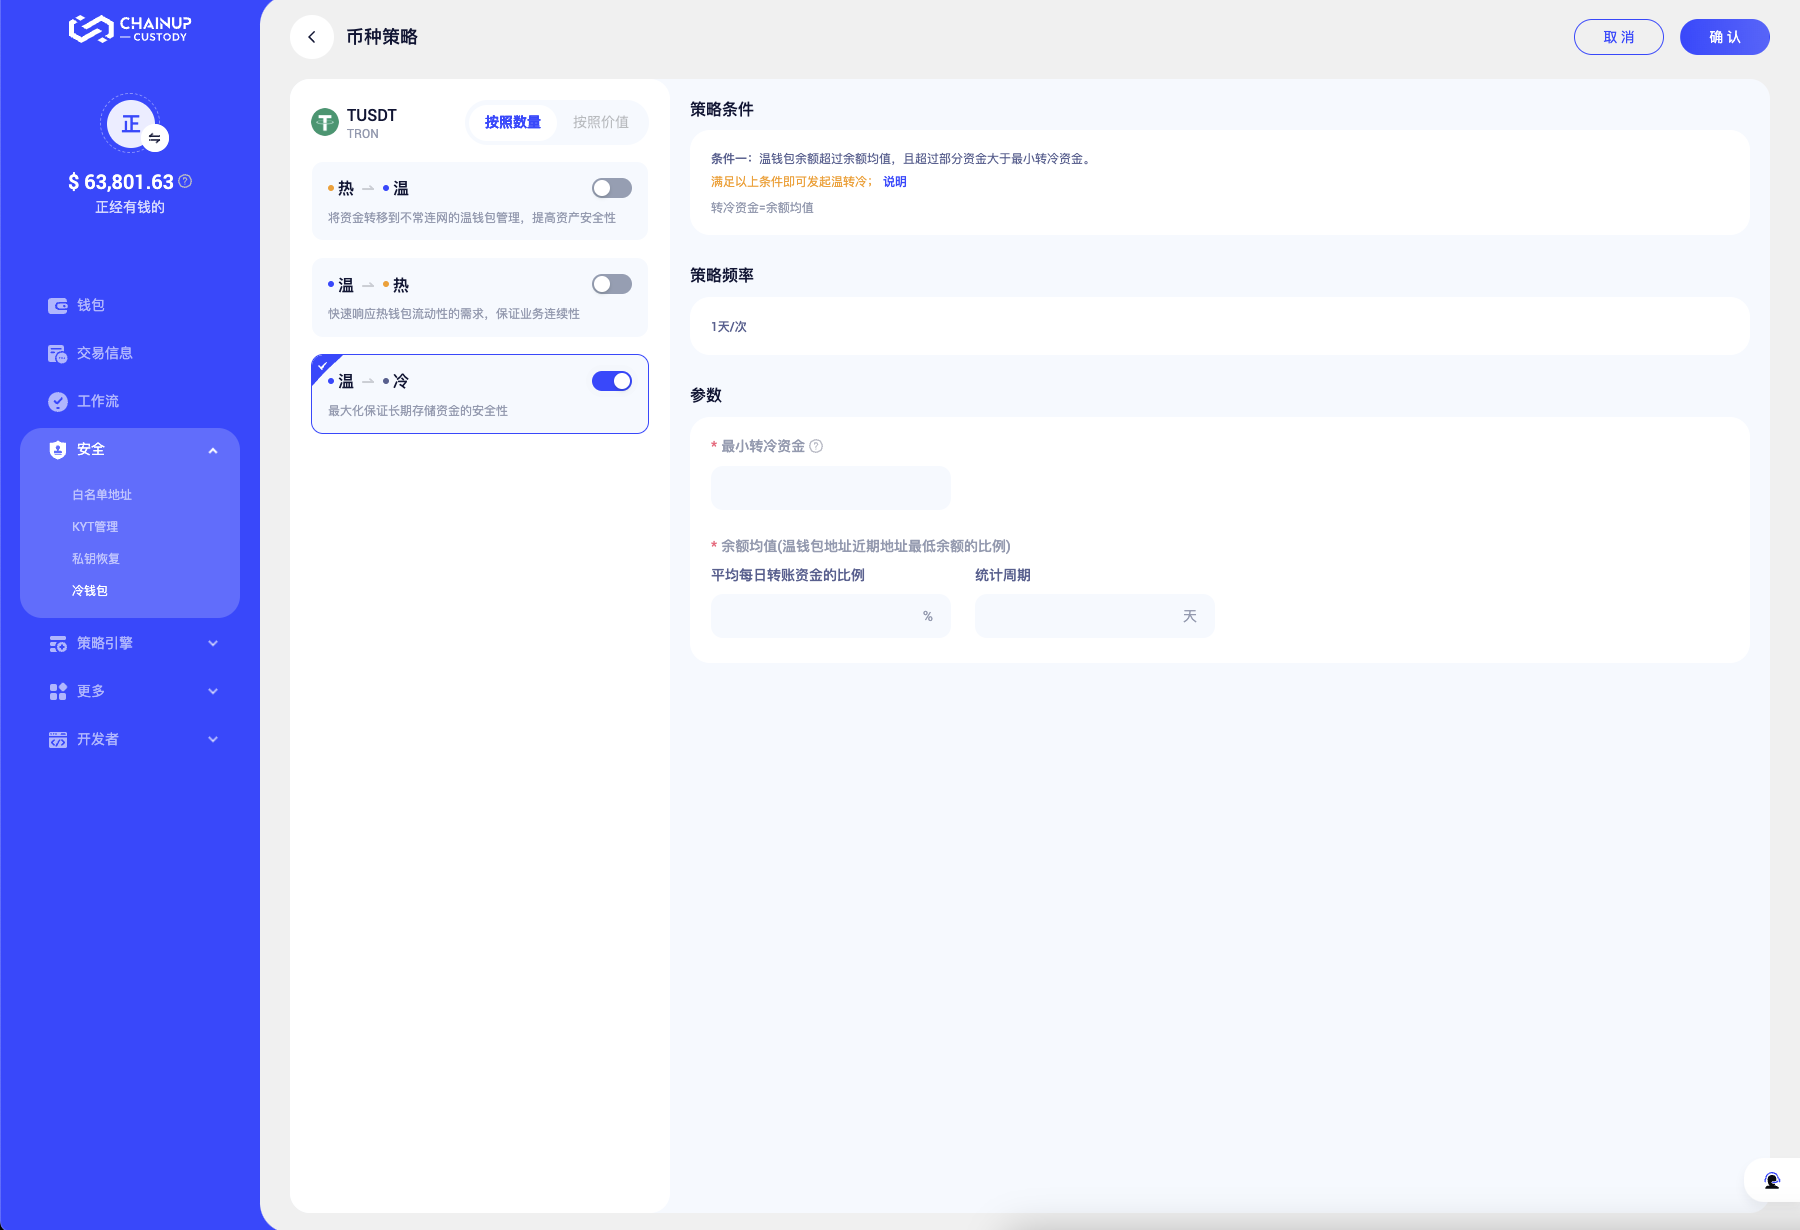 CHAINUP
CUSTODY
正
$ 63,801.63
正经有钱的
钱包
交易信息
工作流
安全
白名单地址
KYT管理
私钥恢复
冷钱包
策略引擎
更多
开发者
币种策略
取 消
确 认
TUSDT
TRON
按照数量
按照价值
热 温
将资金转移到不常连网的温钱包管理，提高资产安全性
温 热
快速响应热钱包流动性的需求，保证业务连续性
温 冷
最大化保证长期存储资金的安全性
策略条件
条件一：温钱包余额超过余额均值，且超过部分资金大于最小转冷资金。
满足以上条件即可发起温转冷； 说明
转冷资金=余额均值
策略频率
1天/次
参数
* 最小转冷资金
* 余额均值(温钱包地址近期地址最低余额的比例)
平均每日转账资金的比例
统计周期
%
天